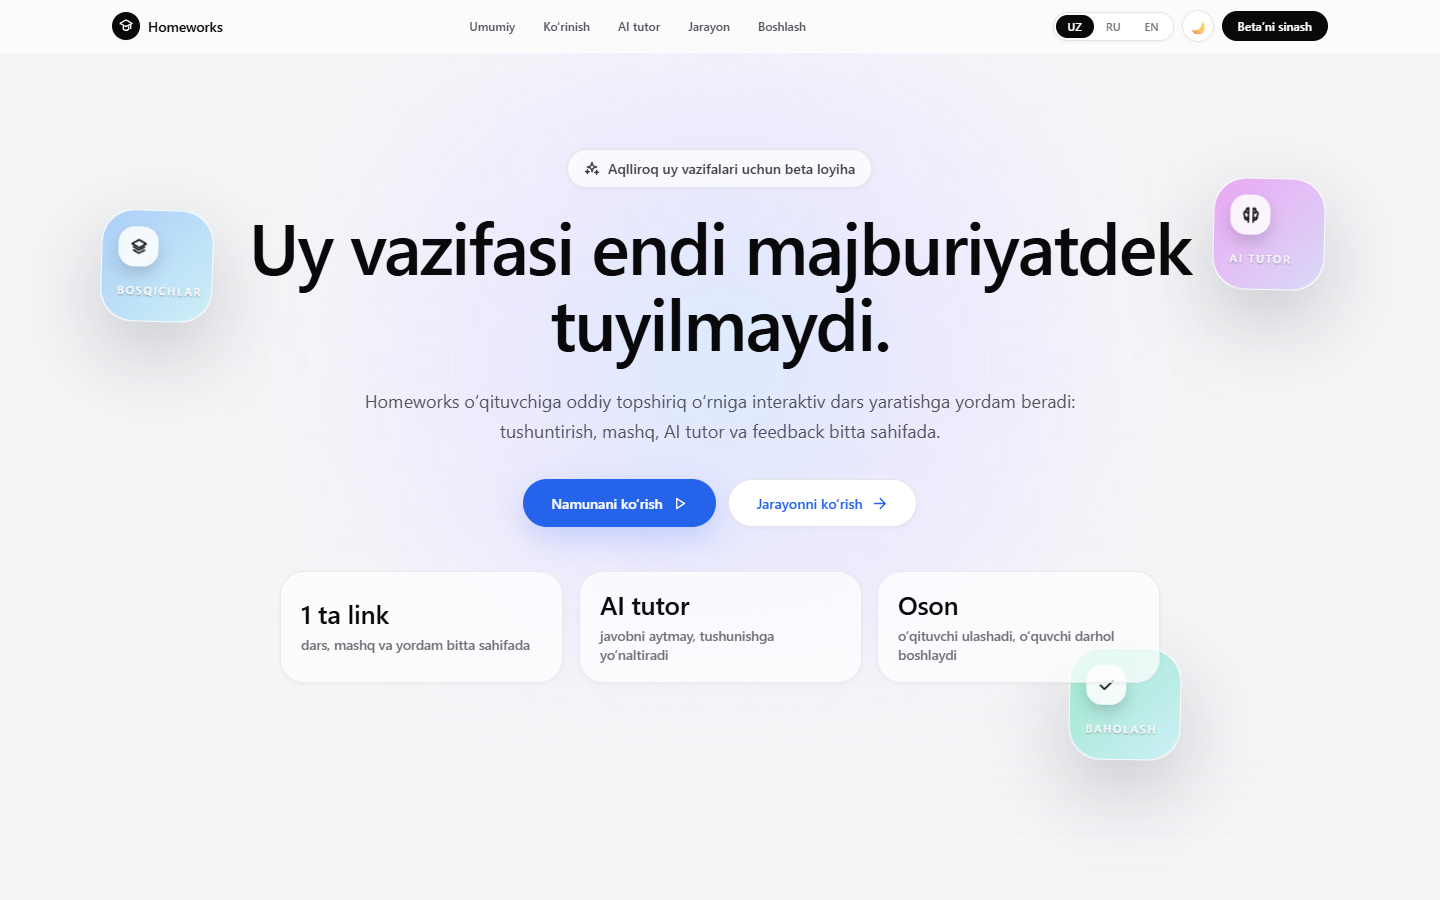 Homeworks
Umumiy
Ko‘rinish
AI tutor
Jarayon
Boshlash
UZ
RU
EN
Beta’ni sinash
Aqlliroq uy vazifalari uchun beta loyiha
BOSQICHLAR
AI TUTOR
Uy vazifasi endi majburiyatdek
tuyilmaydi.
Homeworks o‘qituvchiga oddiy topshiriq o‘rniga interaktiv dars yaratishga yordam beradi:
tushuntirish, mashq, AI tutor va feedback bitta sahifada.
Namunani ko‘rish
Jarayonni ko‘rish
1 ta link
dars, mashq va yordam bitta sahifada
AI tutor
javobni aytmay, tushunishga
yo‘naltiradi
Oson
o‘qituvchi ulashadi, o‘quvchi darhol
boshlaydi
BAHOLASH